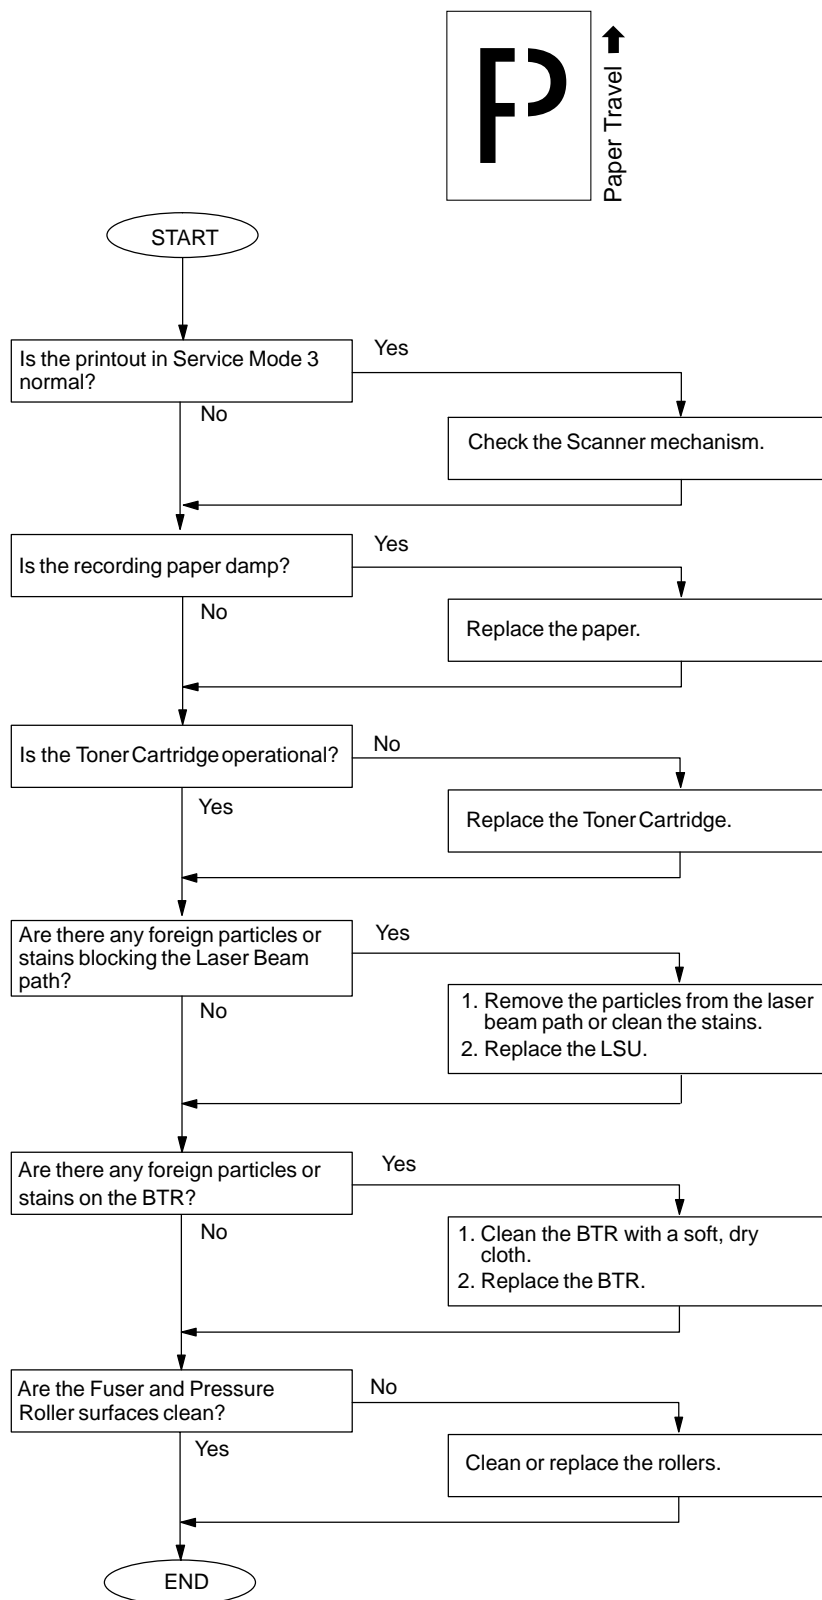 P
Paper Travel
START
Is the printout in Service Mode 3
normal?
Yes
No
Check the Scanner mechanism.
Is the recording paper damp?
Yes
No
Replace the paper.
Is the Toner Cartridge operational?
No
Yes
Replace the Toner Cartridge.
Are there any foreign particles or
stains blocking the Laser Beam
path?
Yes
No
1. Remove the particles from the laser
beam path or clean the stains.
2. Replace the LSU.
Are there any foreign particles or
stains on the BTR?
Yes
No
1. Clean the BTR with a soft, dry
cloth.
2. Replace the BTR.
Are the Fuser and Pressure
Roller surfaces clean?
No
Yes
Clean or replace the rollers.
END